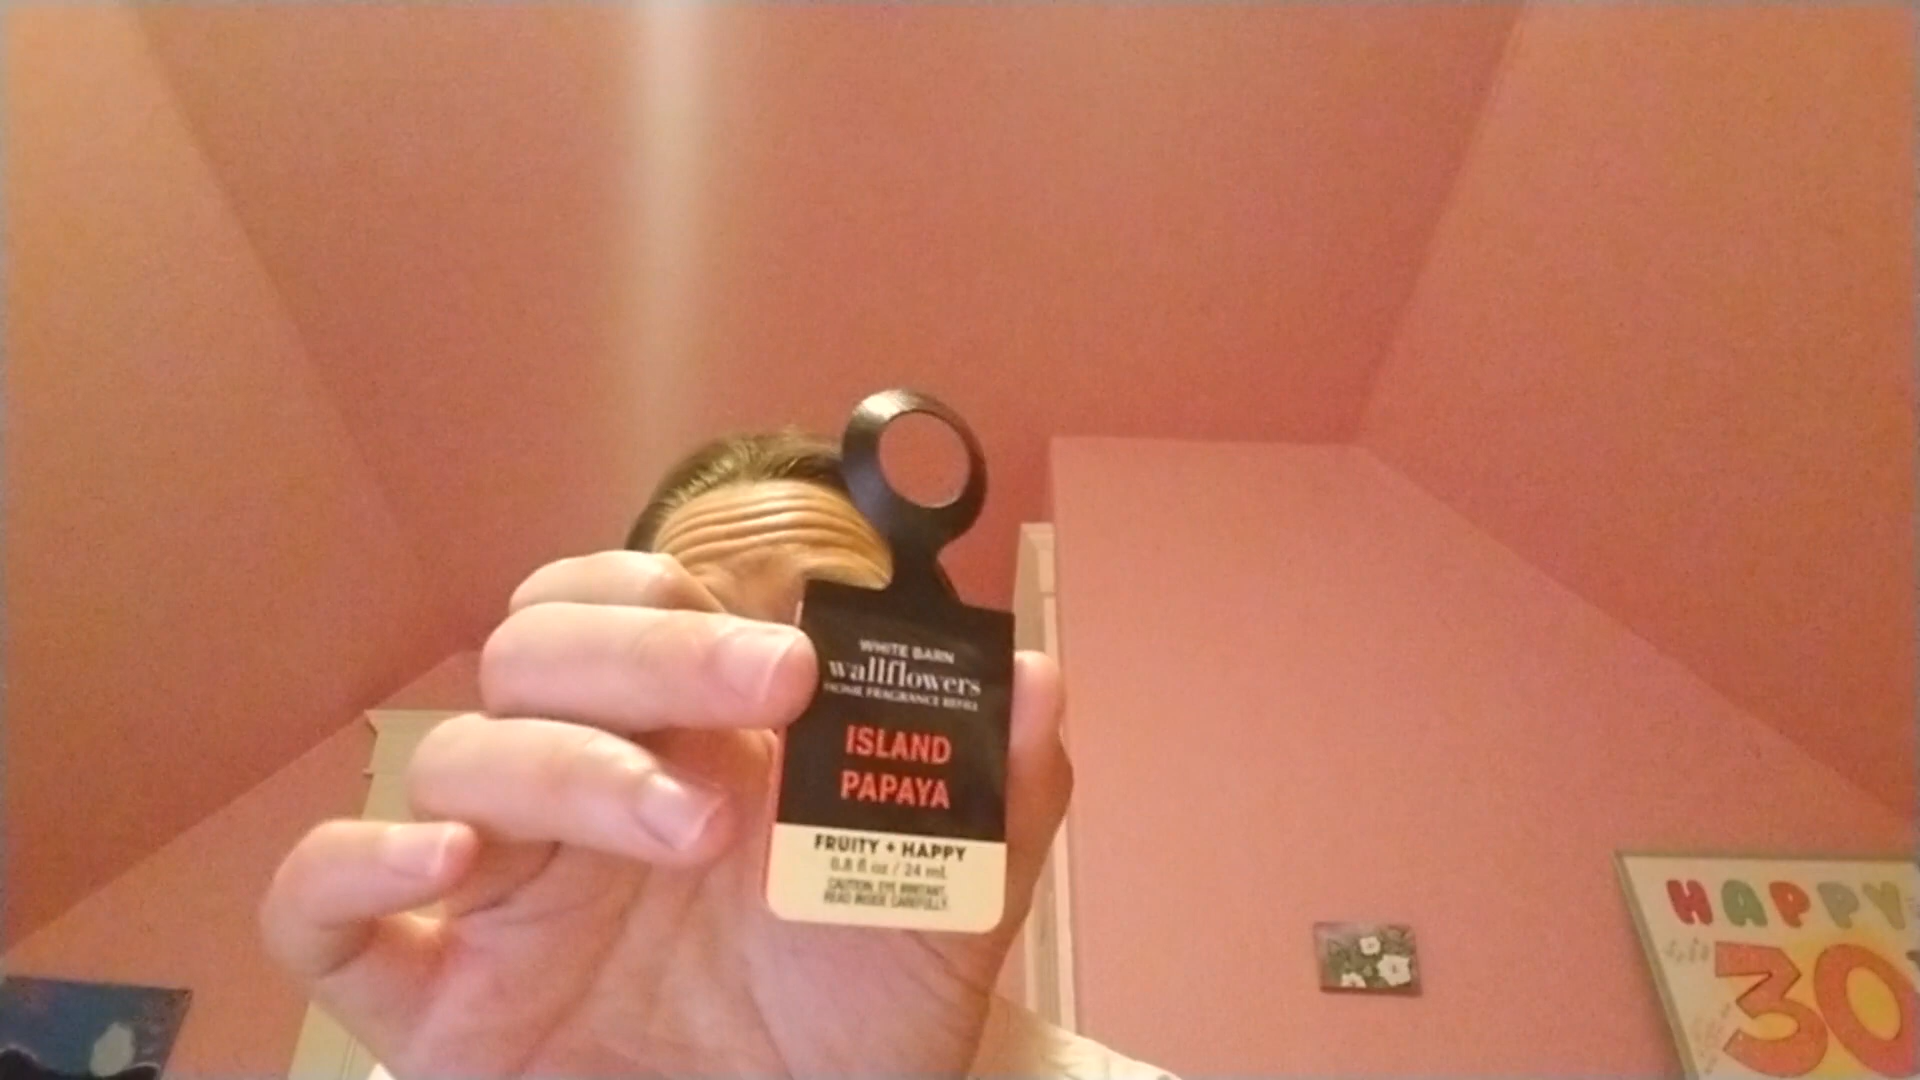 WHITE BARN
wallflowers
HOME FRAGRANCE REFILL
ISLAND
PAPAYA
FRUITY + HAPPY
0.8 fl oz / 24 mL
CAUTION: EYE IRRITANT.
READ INSIDE CAREFULLY.
HAPPY
30